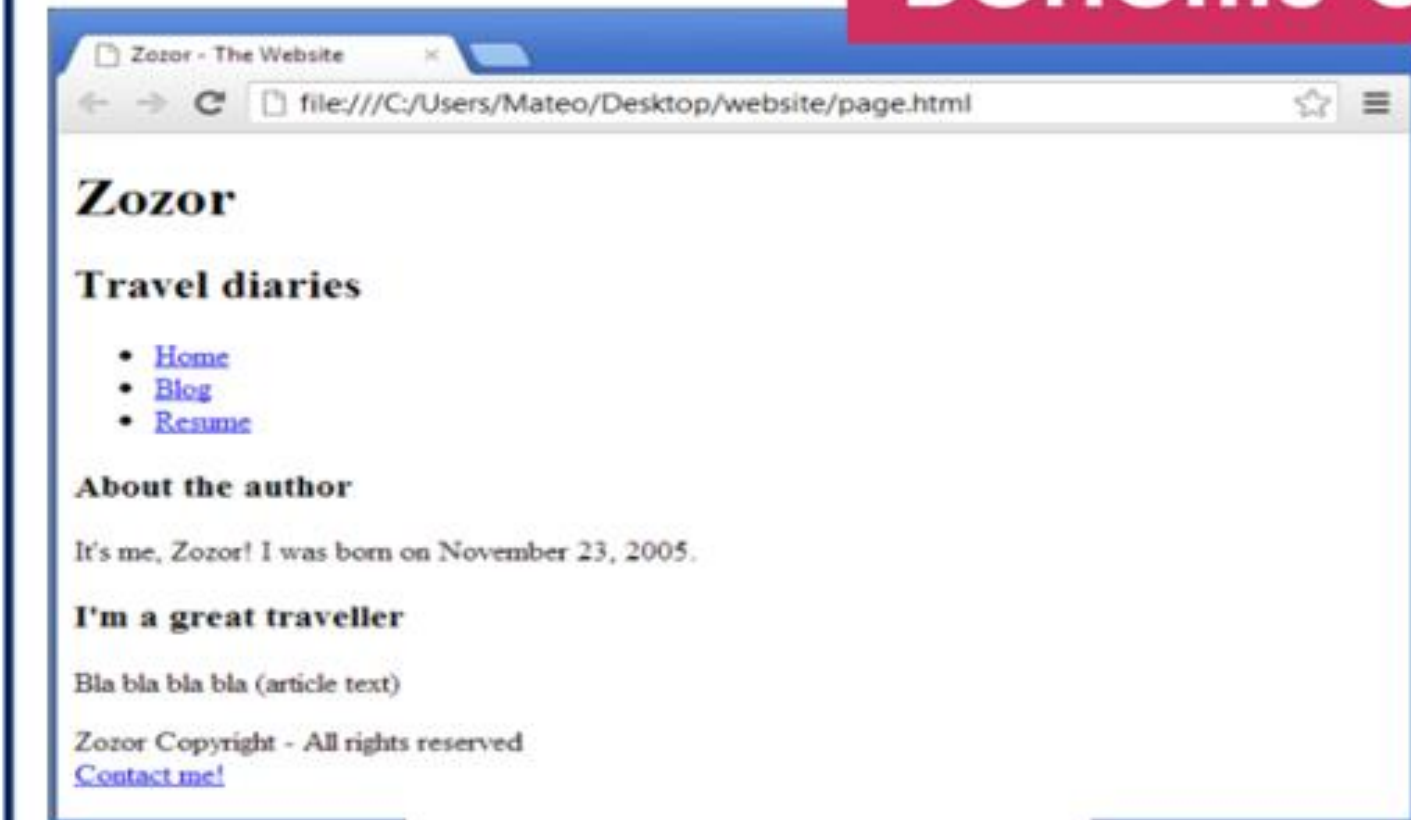 Zozor - The Website
file:///C:/Users/Mateo/Desktop/website/page.html
Zozor
Travel diaries
• Home
• Blog
• Resume
About the author
It's me, Zozor! I was born on November 23, 2005.
I'm a great traveller
Bla bla bla bla (article text)
Zozor Copyright - All rights reserved
Contact me!